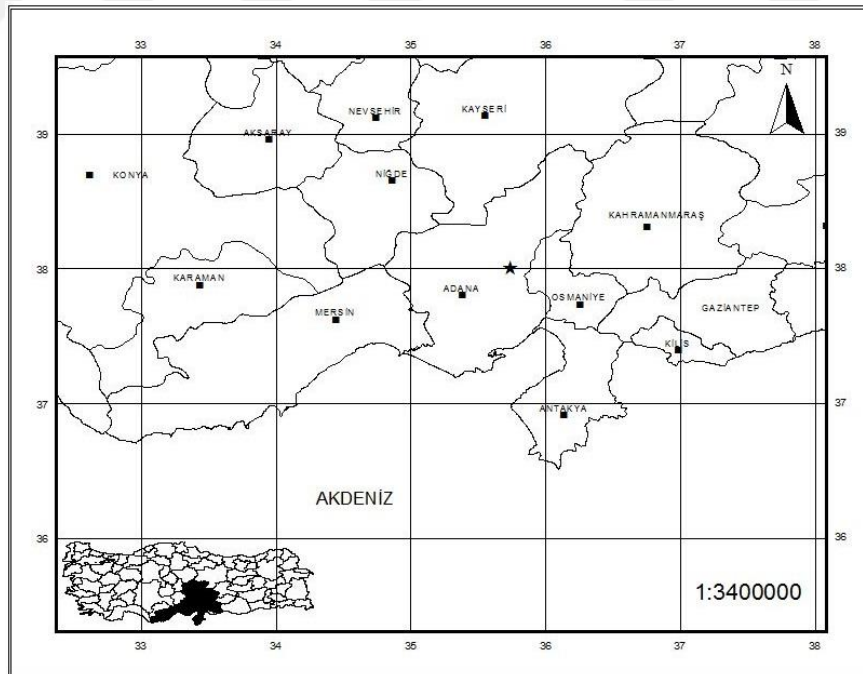 33 34 35 36 37 38
N
NEVŞEHİR
KAYSERİ
39 39
AKSARAY
KONYA
NİĞDE
KAHRAMANMARAŞ
38 38
KARAMAN
ADANA
OSMANİYE
GAZİANTEP
MERSİN
KİLİS
37 37
ANTAKYA
AKDENİZ
36 36
1:3400000
33 34 35 36 37 38